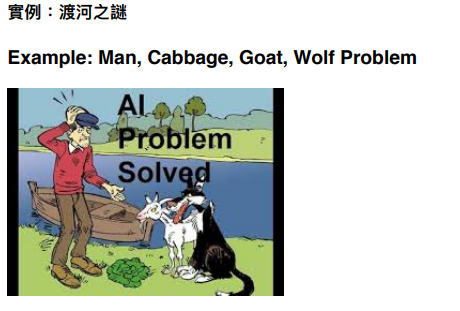 實例：渡河之謎
Example: Man, Cabbage, Goat, Wolf Problem
AI
Problem
Solved